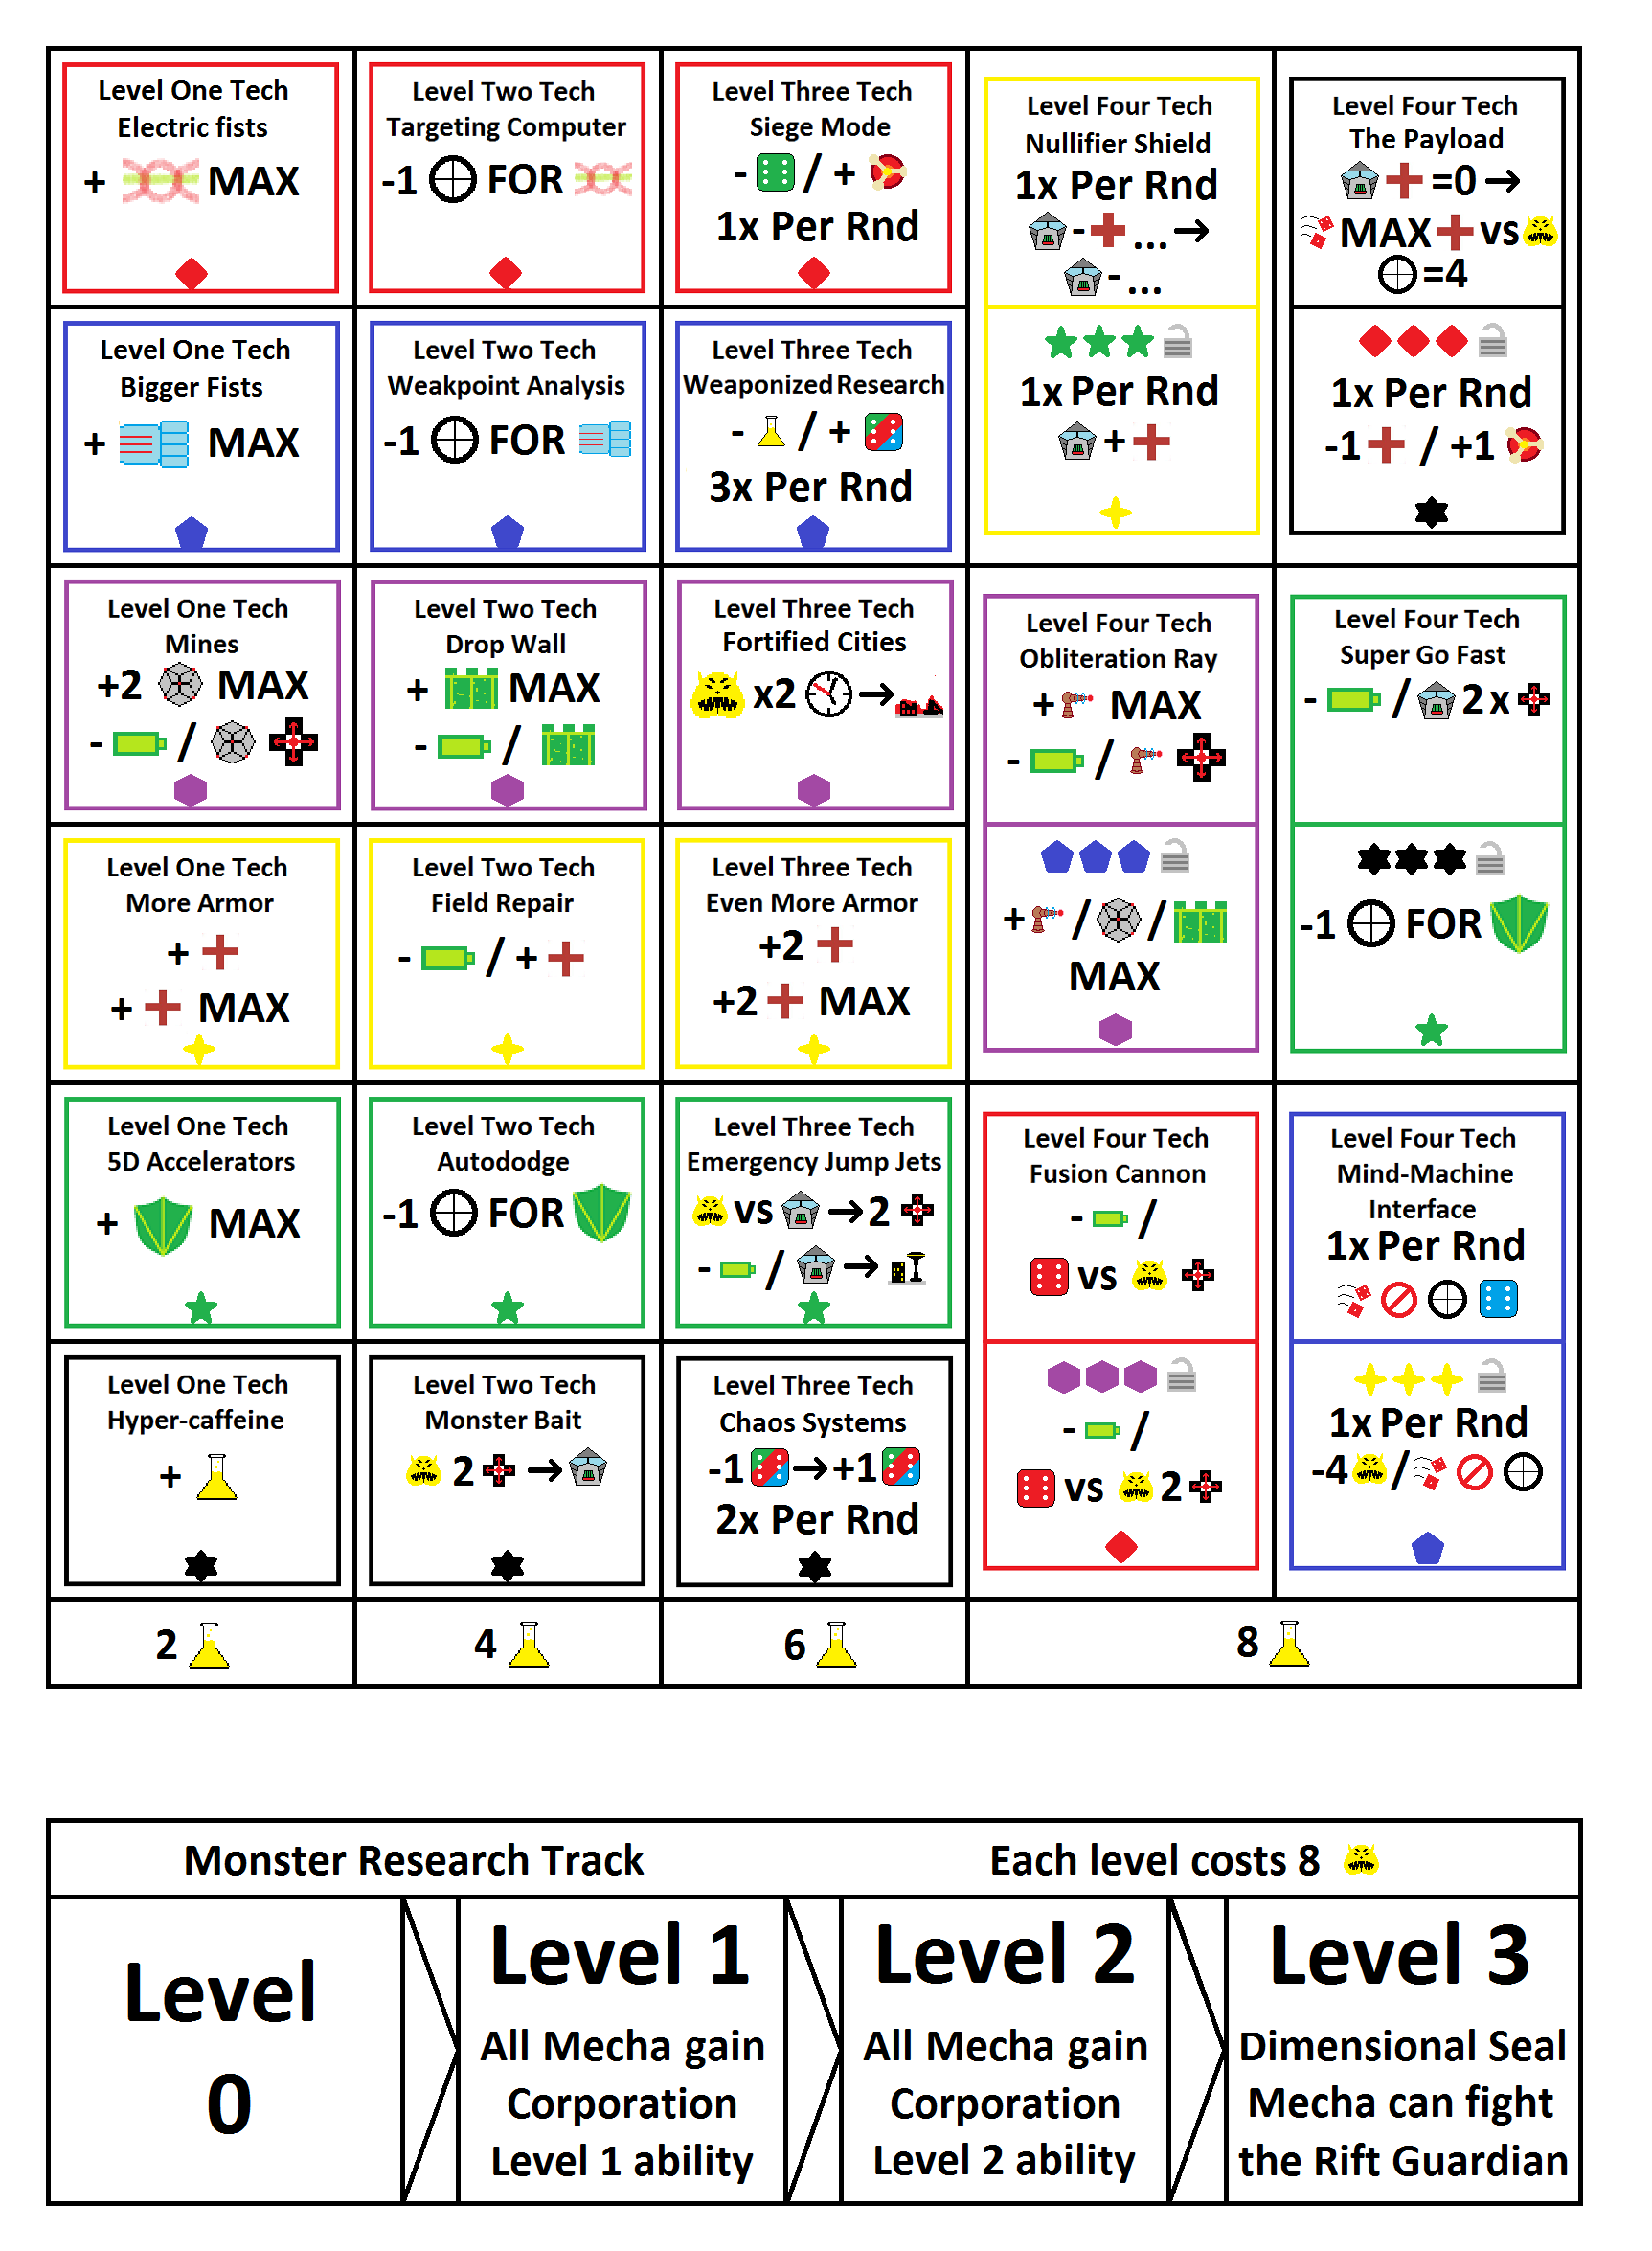 Level One Tech
Electric fists
+ MAX
Level Two Tech
Targeting Computer
-1 FOR
Level Three Tech
Siege Mode
- / +
1x Per Rnd
Level Four Tech
Nullifier Shield
1x Per Rnd
- ... →
- ...
1x Per Rnd
+
Level Four Tech
The Payload
=0 →
MAX vs
=4
1x Per Rnd
-1 / +1
Level One Tech
Bigger Fists
+ MAX
Level Two Tech
Weakpoint Analysis
-1 FOR
Level Three Tech
Weaponized Research
- / +
3x Per Rnd
Level One Tech
Mines
+2 MAX
- /
Level Two Tech
Drop Wall
+ MAX
- /
Level Three Tech
Fortified Cities
x2 →
Level Four Tech
Obliteration Ray
+ MAX
- /
+ / /
MAX
Level Four Tech
Super Go Fast
- / 2x
-1 FOR
Level One Tech
More Armor
+
+ MAX
Level Two Tech
Field Repair
- / +
Level Three Tech
Even More Armor
+2
+2 MAX
Level One Tech
5D Accelerators
+ MAX
Level Two Tech
Autododge
-1 FOR
Level Three Tech
Emergency Jump Jets
vs → 2
- / →
Level Four Tech
Fusion Cannon
- /
vs
- /
vs 2
Level Four Tech
Mind-Machine
Interface
1x Per Rnd
1x Per Rnd
-4 /
Level One Tech
Hyper-caffeine
+
Level Two Tech
Monster Bait
2 →
Level Three Tech
Chaos Systems
-1 → +1
2x Per Rnd
2
4
6
8
Monster Research Track
Each level costs 8
Level
0
Level 1
All Mecha gain
Corporation
Level 1 ability
Level 2
All Mecha gain
Corporation
Level 2 ability
Level 3
Dimensional Seal
Mecha can fight
the Rift Guardian